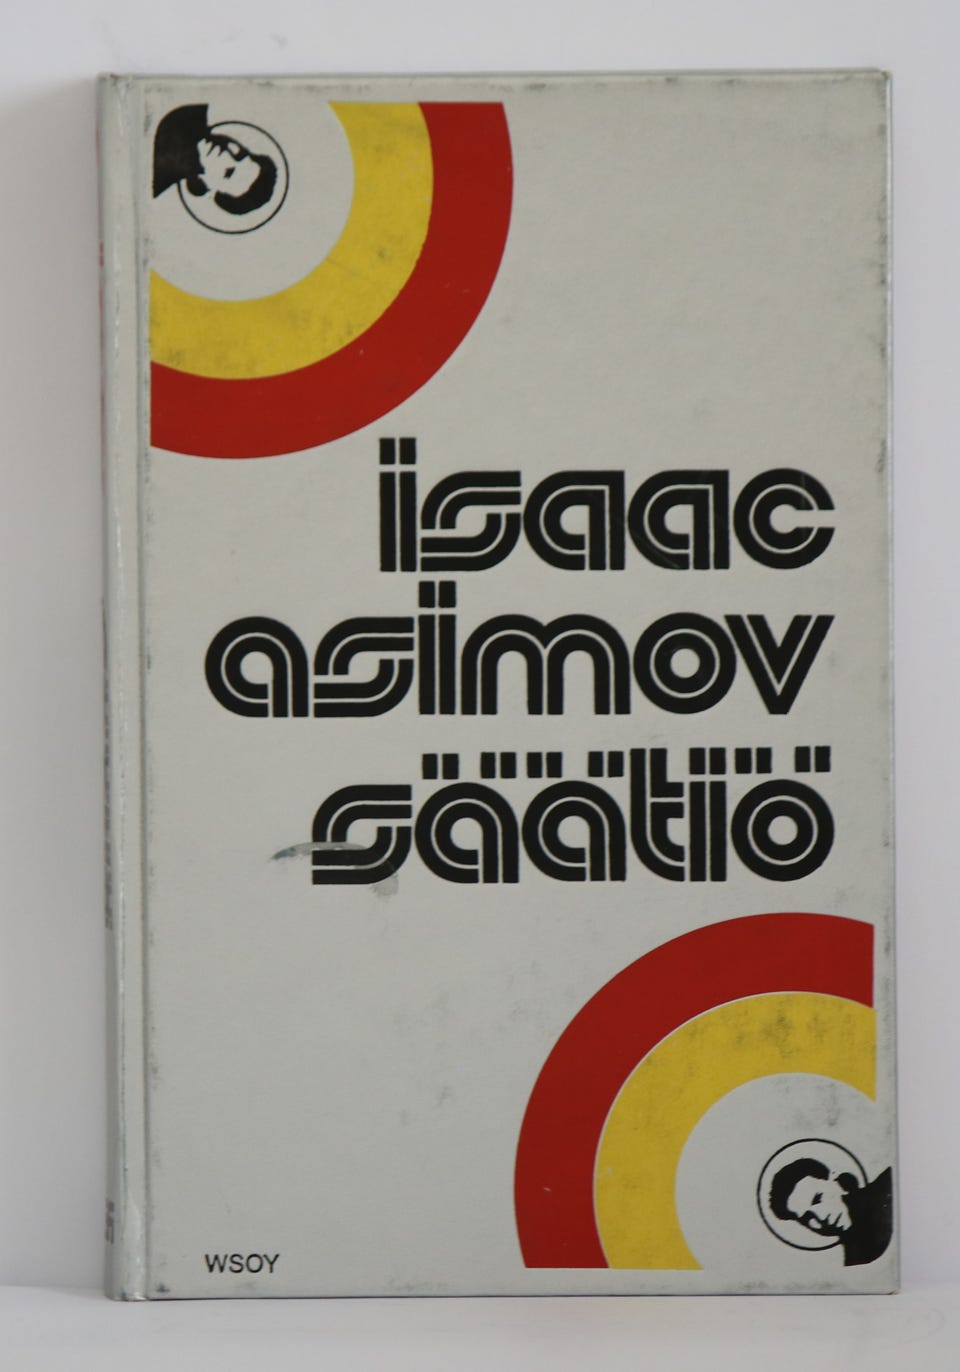 isaac
asimov
säätiö
WSOY